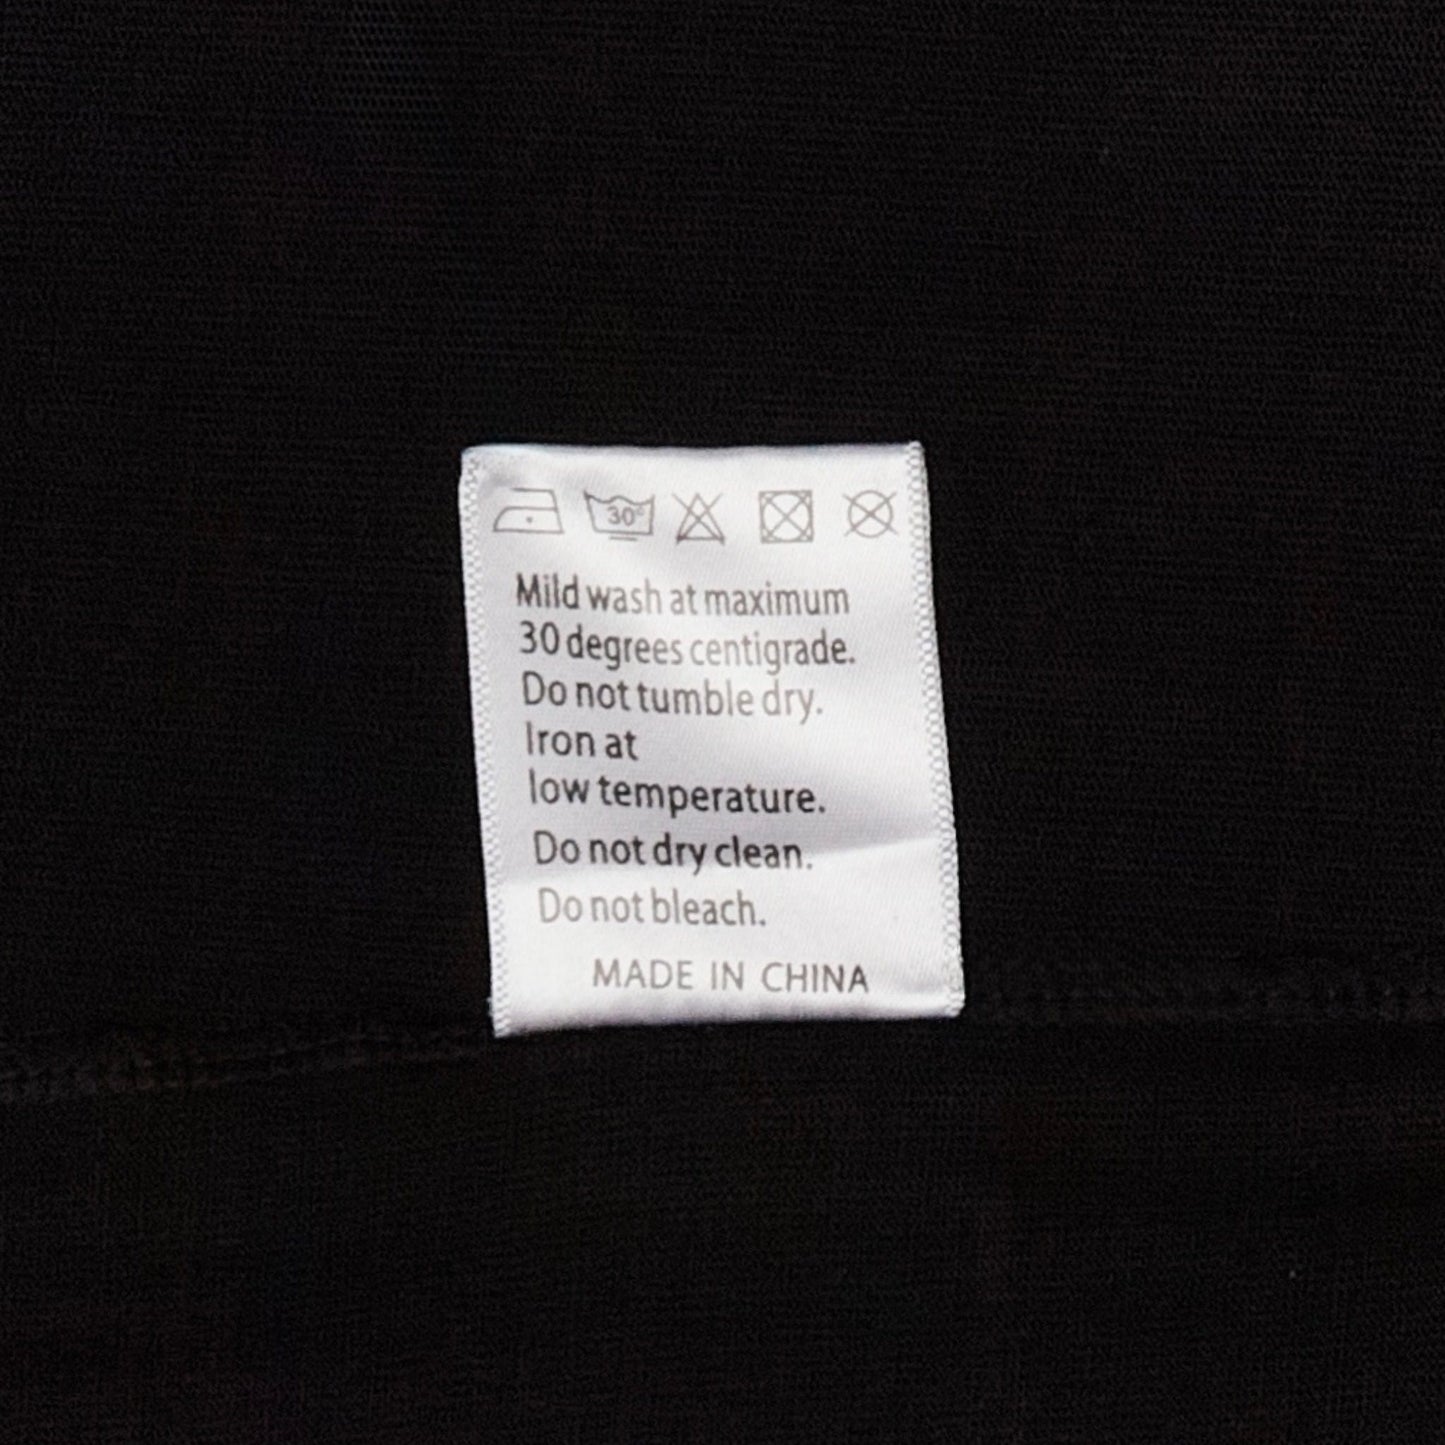 30°
Mild wash at maximum
30 degrees centigrade.
Do not tumble dry.
Iron at
low temperature.
Do not dry clean.
Do not bleach.
MADE IN CHINA